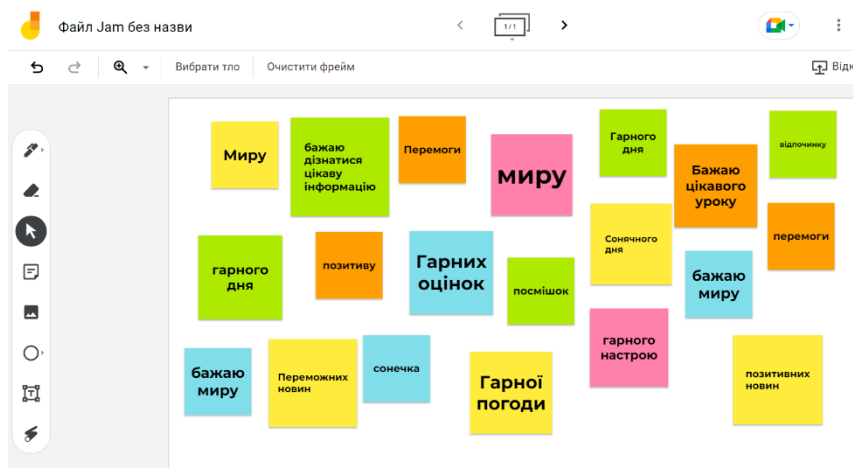 Файл Jam без назви
1/1
Вибрати тло
Очистити фрейм
Миру
бажаю
дізнатися
цікаву
інформацію
Перемоги
миру
Гарного
дня
Бажаю
цікавого
уроку
відпочинку
гарного
дня
позитиву
Гарних
оцінок
посмішок
Сонячного
дня
бажаю
миру
перемоги
бажаю
миру
Переможних
новин
сонечка
Гарної
погоди
гарного
настрою
позитивних
новин